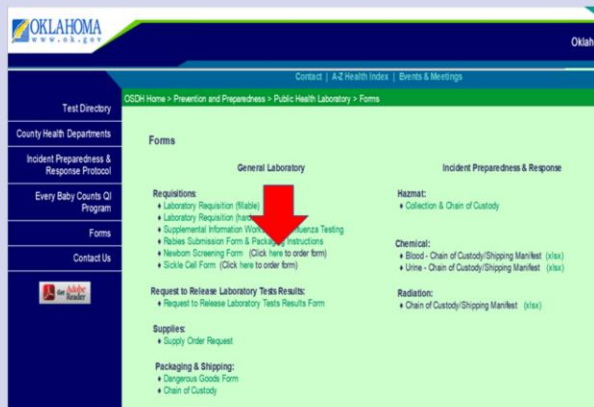 OKLAHOMA
www.ok.gov
Oklah
Contact | A-Z Health Index | Events & Meetings
OSDH Home > Prevention and Preparedness > Public Health Laboratory > Forms
Test Directory
County Health Departments
Incident Preparedness &
Response Protocol
Every Baby Counts QI
Program
Forms
Contact Us
Get Adobe
Reader
Forms
General Laboratory
Requisitions:
♦ Laboratory Requisition (fillable)
♦ Laboratory Requisition
♦ Supplemental Information Testing
♦ Rabies Submission Form & Instructions
♦ Newborn Screening Form (Click here to order form)
♦ Sickle Cell Form (Click here to order form)
Request to Release Laboratory Tests Results:
♦ Request to Release Laboratory Tests Results Form
Supplies:
♦ Supply Order Request
Packaging & Shipping:
♦ Dangerous Goods Form
♦ Chain of Custody
Incident Preparedness & Response
Hazmat:
♦ Collection & Chain of Custody
Chemical:
♦ Blood - Chain of Custody/Shipping Manifest (xlsx)
♦ Urine - Chain of Custody/Shipping Manifest (xlsx)
Radiation:
♦ Chain of Custody/Shipping Manifest (xlsx)